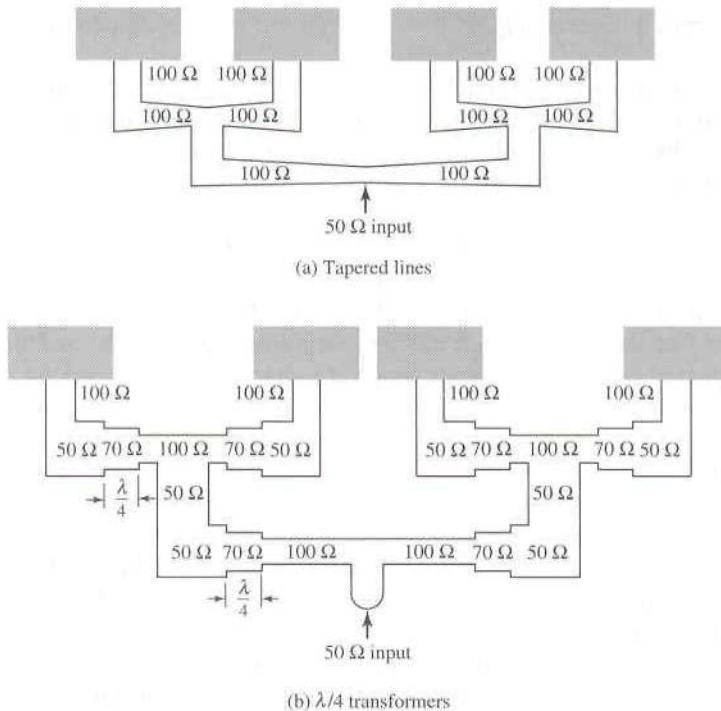 100 Ω 100 Ω 100 Ω 100 Ω
100 Ω 100 Ω 100 Ω 100 Ω
100 Ω 100 Ω
50 Ω input
(a) Tapered lines
100 Ω 100 Ω 100 Ω 100 Ω
50 Ω 70 Ω 100 Ω 70 Ω 50 Ω 50 Ω 70 Ω 100 Ω 70 Ω 50 Ω
λ/4 50 Ω 50 Ω
50 Ω 70 Ω 100 Ω 100 Ω 70 Ω 50 Ω
λ/4
50 Ω input
(b) λ/4 transformers